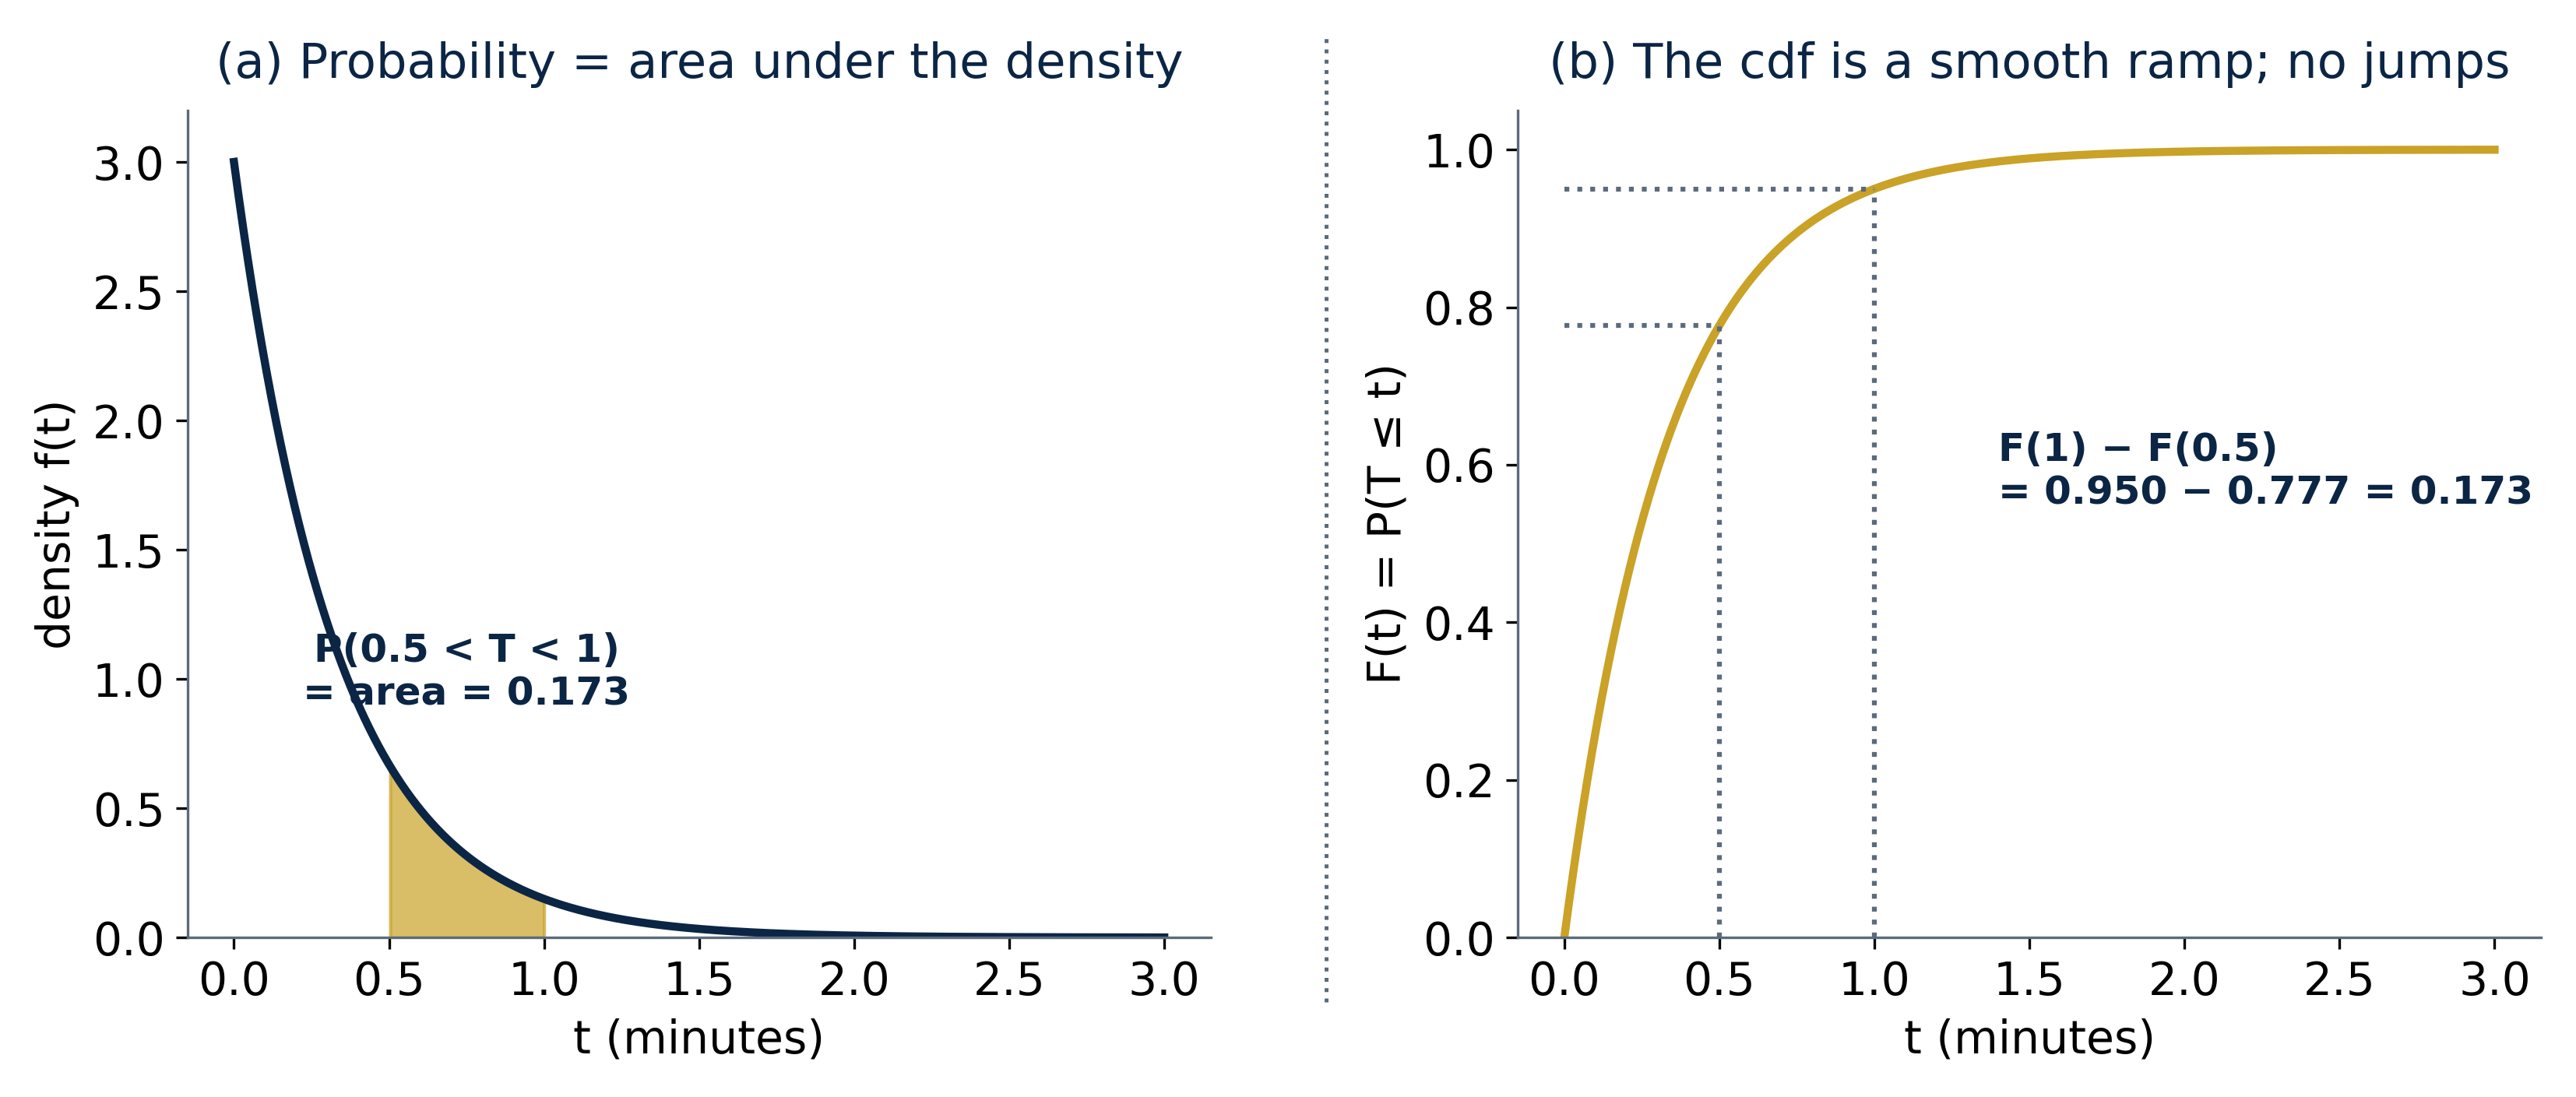 (a) Probability = area under the density
3.0
2.5
2.0
1.5
1.0
0.5
0.0
density f(t)
P(0.5 < T < 1)
= area = 0.173
0.0 0.5 1.0 1.5 2.0 2.5 3.0
t (minutes)
(b) The cdf is a smooth ramp; no jumps
1.0
0.8
0.6
0.4
0.2
0.0
F(t) = P(T ≤ t)
F(1) − F(0.5)
= 0.950 − 0.777 = 0.173
0.0 0.5 1.0 1.5 2.0 2.5 3.0
t (minutes)